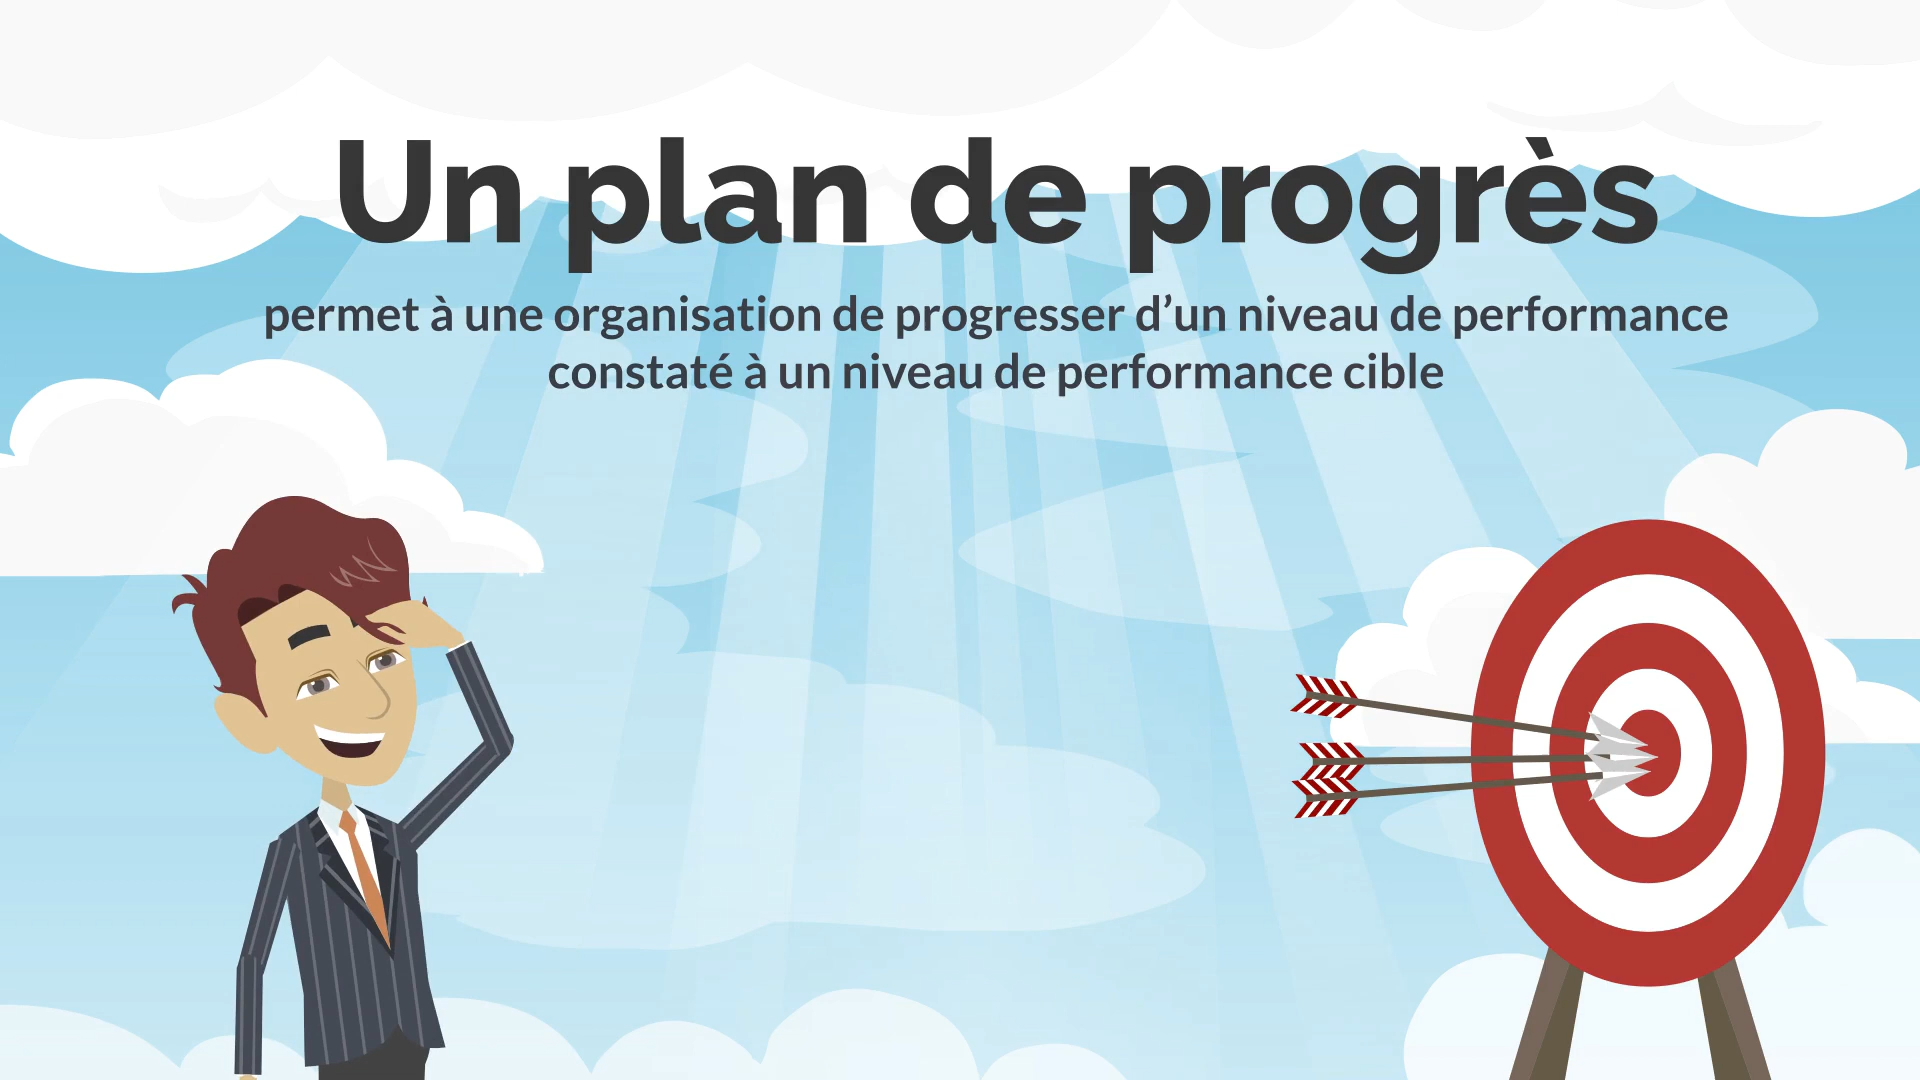 Un plan de progrès
permet à une organisation de progresser d’un niveau de performance
constaté à un niveau de performance cible